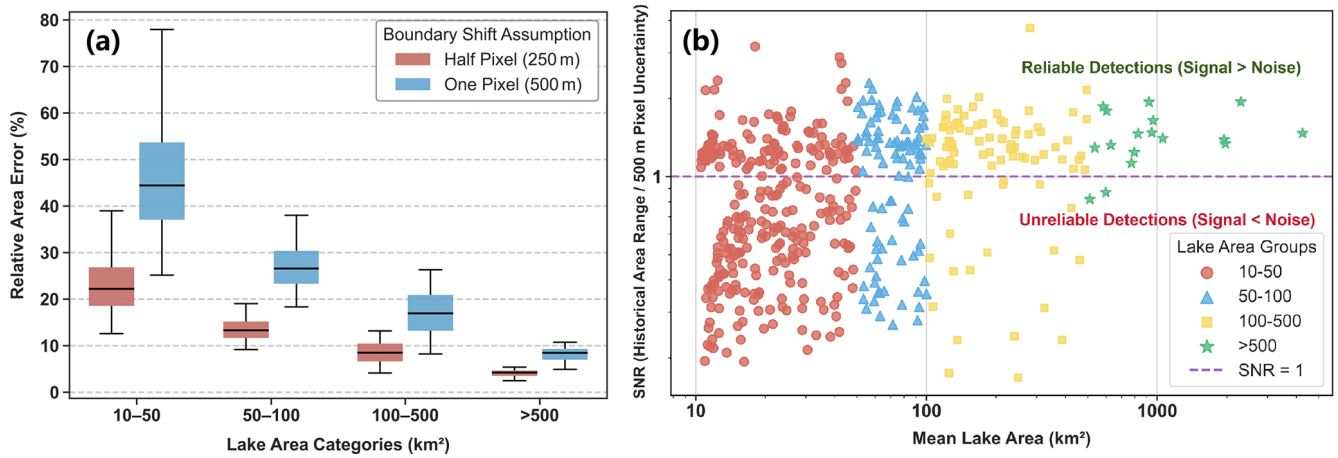 (a)
Boundary Shift Assumption
Half Pixel (250 m)
One Pixel (500 m)
Relative Area Error (%)
80
70
60
50
40
30
20
10
0
10–50
50–100
100–500
>500
Lake Area Categories (km²)
(b)
Reliable Detections (Signal > Noise)
SNR (Historical Area Range / 500 m Pixel Uncertainty)
1
Unreliable Detections (Signal < Noise)
Lake Area Groups
10-50
50-100
100-500
>500
SNR = 1
10
100
1000
Mean Lake Area (km²)